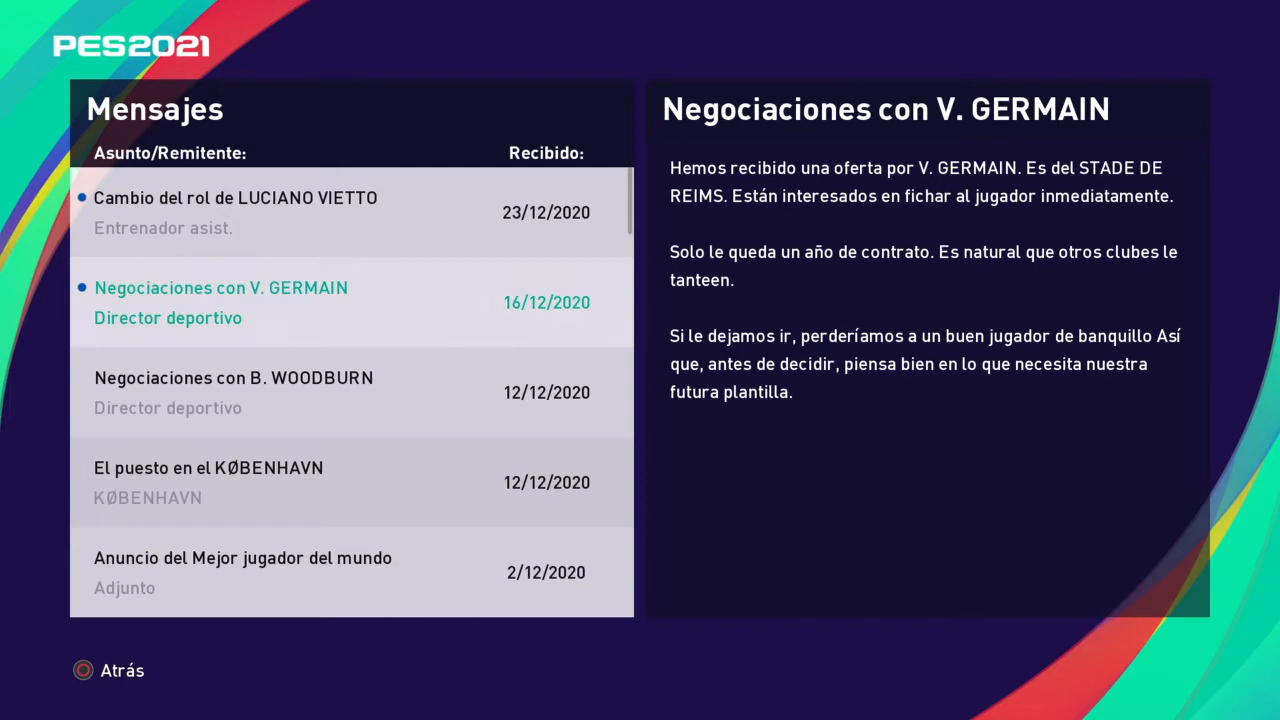 PES2021
Mensajes
Asunto/Remitente: Recibido:
Cambio del rol de LUCIANO VIETTO
Entrenador asist.
23/12/2020
Negociaciones con V. GERMAIN
Director deportivo
16/12/2020
Negociaciones con B. WOODBURN
Director deportivo
12/12/2020
El puesto en el KØBENHAVN
KØBENHAVN
12/12/2020
Anuncio del Mejor jugador del mundo
Adjunto
2/12/2020
Negociaciones con V. GERMAIN
Hemos recibido una oferta por V. GERMAIN. Es del STADE DE
REIMS. Están interesados en fichar al jugador inmediatamente.
Solo le queda un año de contrato. Es natural que otros clubes le
tanteen.
Si le dejamos ir, perderíamos a un buen jugador de banquillo Así
que, antes de decidir, piensa bien en lo que necesita nuestra
futura plantilla.
Atrás